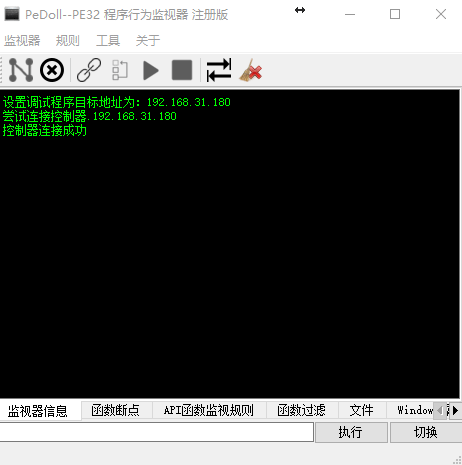 PeDoll--PE32 程序行为监视器 注册版
监视器 规则 工具 关于
设置调试程序目标地址为: 192.168.31.180
尝试连接控制器.192.168.31.180
控制器连接成功
监视器信息 函数断点 API函数监视规则 函数过滤 文件 Window
执行 切换